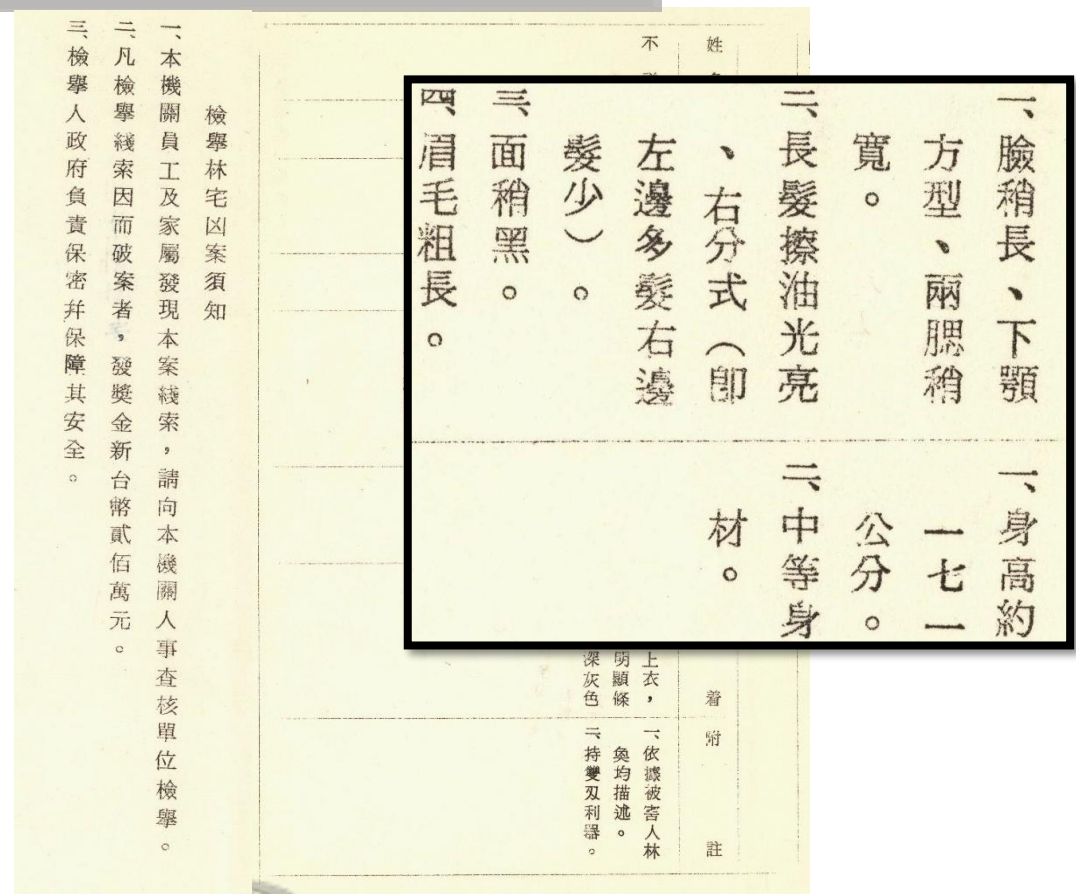 姓
不
一、臉稍長、下顎
方型、兩腮稍
寬。
二、長髮擦油光亮
、右分式（卽
左邊多髮右邊
髮少）。
三、面稍黑。
四、眉毛粗長。
一、身高約
一七一
公分。
二、中等身
材。
着
上衣，
明顯條
深灰色
附註
一、依據被害人林
奐均描述。
二、持雙刄利器。
檢舉林宅凶案須知
一、本機關員工及家屬發現本案綫索，請向本機關人事查核單位檢舉。
二、凡檢舉綫索因而破案者，發獎金新台幣貳佰萬元。
三、檢舉人政府負責保密并保障其安全。